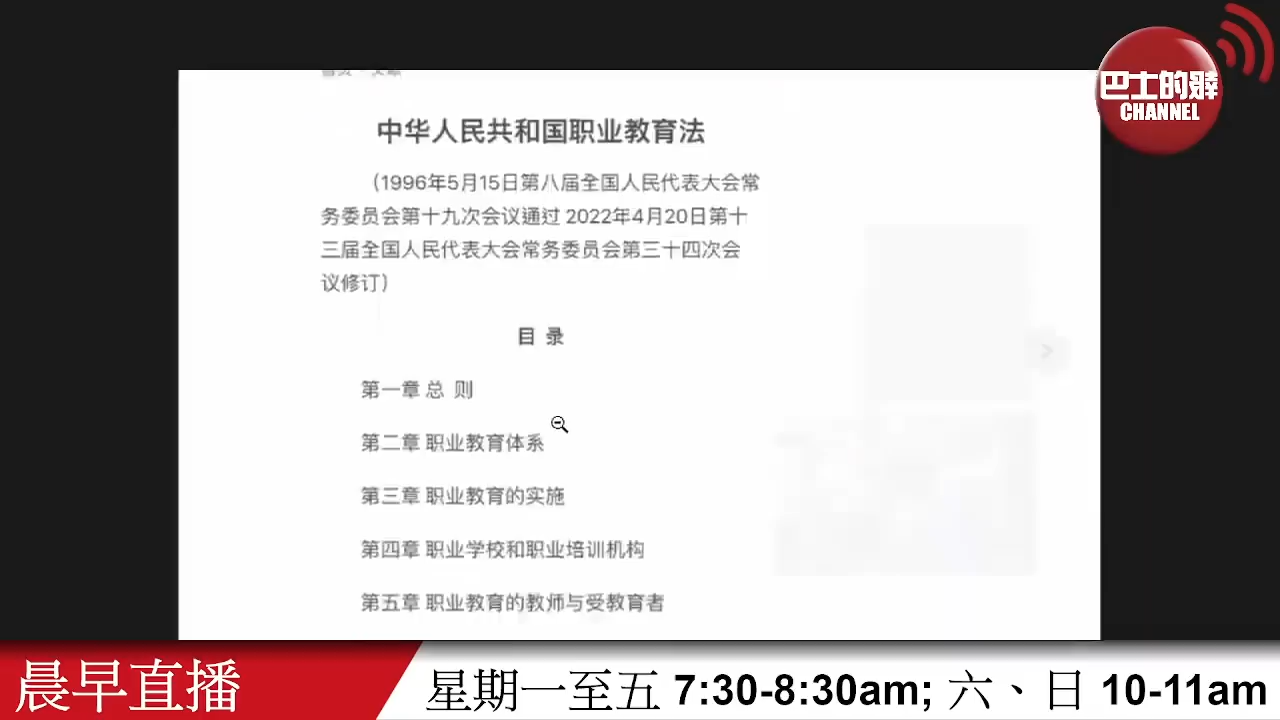 巴士的報
CHANNEL
中华人民共和国职业教育法
（1996年5月15日第八届全国人民代表大会常
务委员会第十九次会议通过 2022年4月20日第十
三届全国人民代表大会常务委员会第三十四次会
议修订）
目 录
第一章 总 则
第二章 职业教育体系
第三章 职业教育的实施
第四章 职业学校和职业培训机构
第五章 职业教育的教师与受教育者
晨早直播
星期一至五 7:30-8:30am; 六、日 10-11am